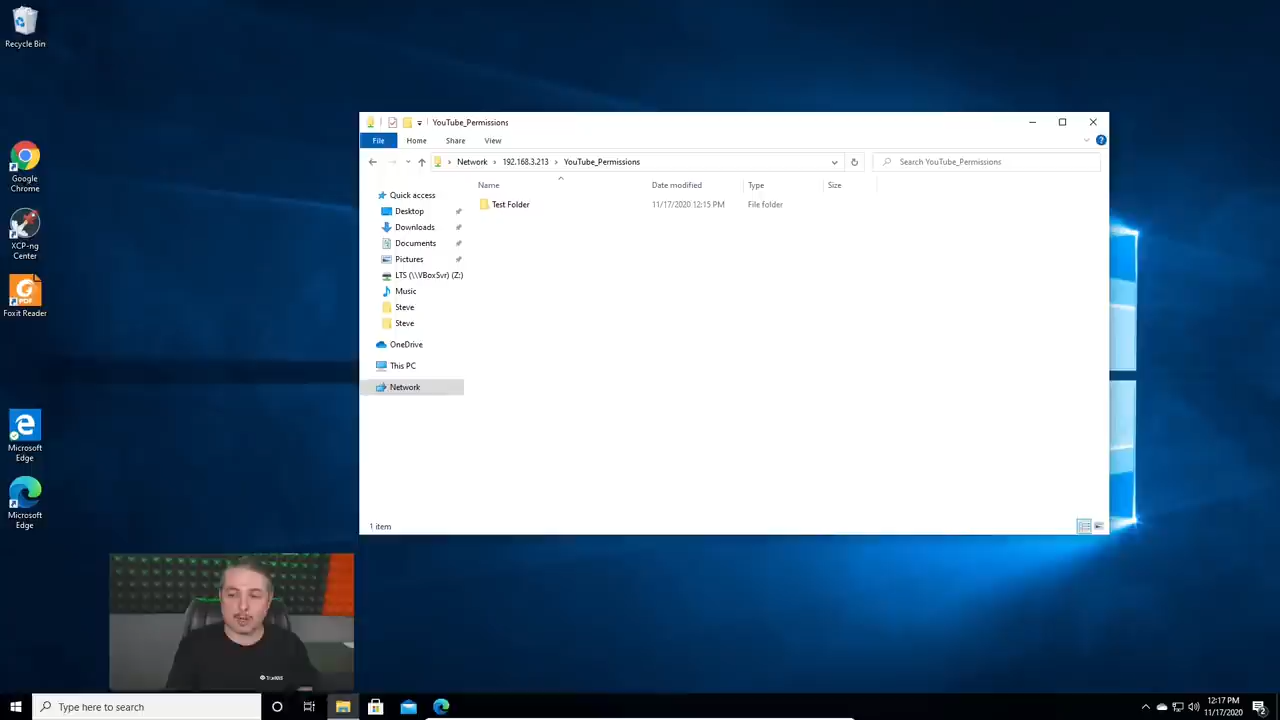 Recycle Bin
Google
Chrome
XCP-ng
Center
Foxit Reader
Microsoft
Edge
Microsoft
Edge
YouTube_Permissions
File Home Share View
Network 192.168.3.213 YouTube_Permissions
Search YouTube_Permissions
Name Date modified Type Size
Test Folder 11/17/2020 12:15 PM File folder
Quick access
Desktop
Downloads
Documents
Pictures
LTS (\\VBoxSvr) (Z:)
Music
Steve
Steve
OneDrive
This PC
Network
1 item
Type here to search
12:17 PM
11/17/2020
2